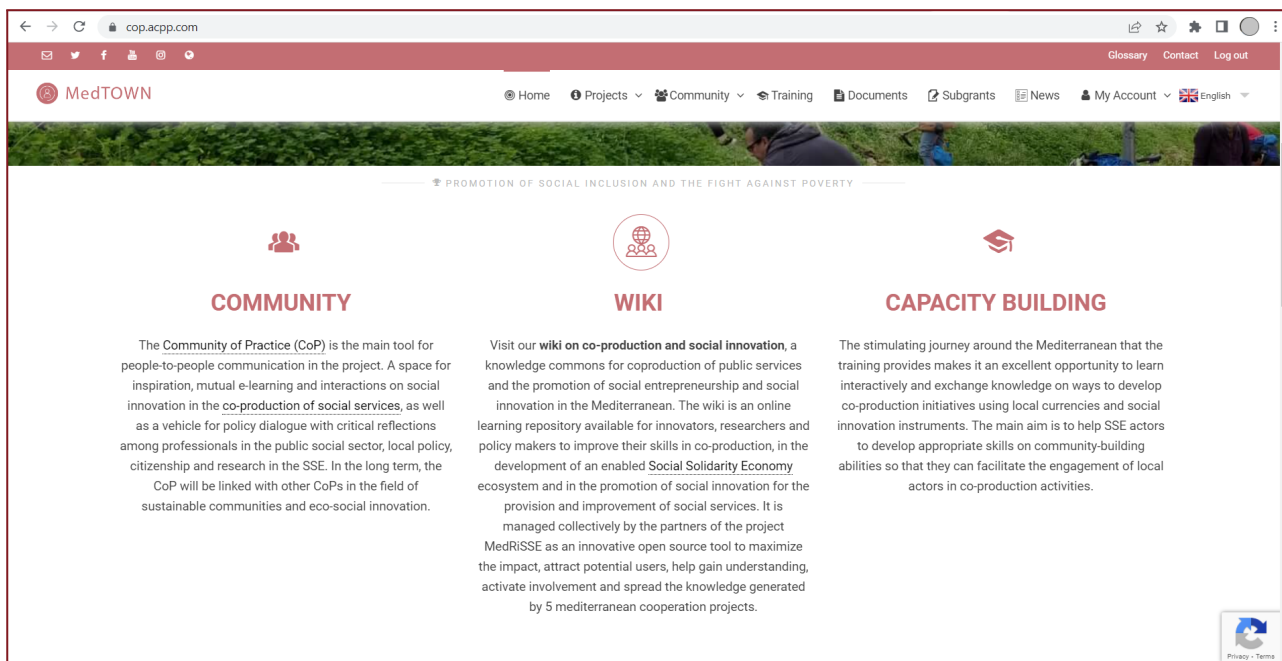 cop.acpp.com
Glossary Contact Log out
MedTOWN
Home Projects Community Training Documents Subgrants News My Account English
PROMOTION OF SOCIAL INCLUSION AND THE FIGHT AGAINST POVERTY
COMMUNITY
The Community of Practice (CoP) is the main tool for
people-to-people communication in the project. A space for
inspiration, mutual e-learning and interactions on social
innovation in the co-production of social services, as well
as a vehicle for policy dialogue with critical reflections
among professionals in the public social sector, local policy,
citizenship and research in the SSE. In the long term, the
CoP will be linked with other CoPs in the field of
sustainable communities and eco-social innovation.
WIKI
Visit our wiki on co-production and social innovation, a
knowledge commons for coproduction of public services
and the promotion of social entrepreneurship and social
innovation in the Mediterranean. The wiki is an online
learning repository available for innovators, researchers and
policy makers to improve their skills in co-production, in the
development of an enabled Social Solidarity Economy
ecosystem and in the promotion of social innovation for the
provision and improvement of social services. It is
managed collectively by the partners of the project
MedRiSSE as an innovative open source tool to maximize
the impact, attract potential users, help gain understanding,
activate involvement and spread the knowledge generated
by 5 mediterranean cooperation projects.
CAPACITY BUILDING
The stimulating journey around the Mediterranean that the
training provides makes it an excellent opportunity to learn
interactively and exchange knowledge on ways to develop
co-production initiatives using local currencies and social
innovation instruments. The main aim is to help SSE actors
to develop appropriate skills on community-building
abilities so that they can facilitate the engagement of local
actors in co-production activities.
Privacy - Terms